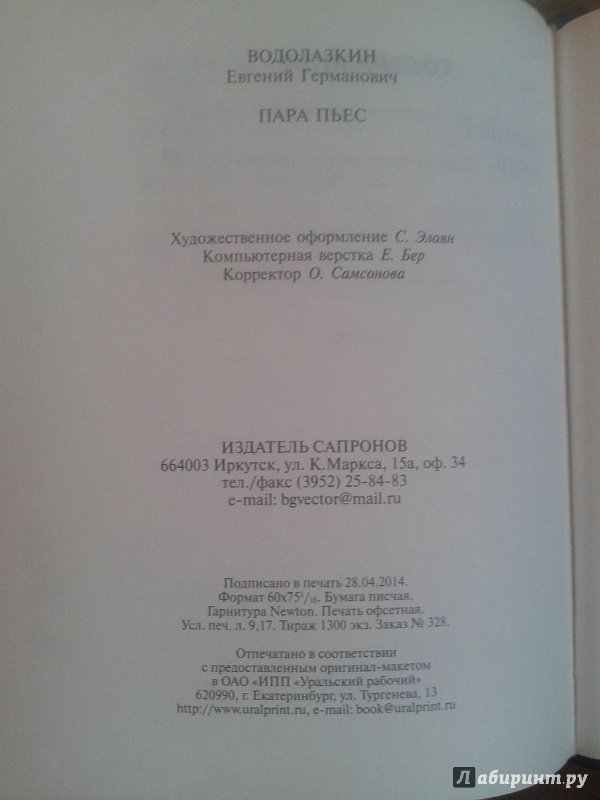 ВОДОЛАЗКИН
Евгений Германович
ПАРА ПЬЕС
Художественное оформление С. Элоян
Компьютерная верстка Е. Бер
Корректор О. Самсонова
ИЗДАТЕЛЬ САПРОНОВ
664003 Иркутск, ул. К.Маркса, 15а, оф. 34
тел./факс (3952) 25-84-83
e-mail: bgvector@mail.ru
Подписано в печать 28.04.2014.
Формат 60х75¹/₁₆. Бумага писчая.
Гарнитура Newton. Печать офсетная.
Усл. печ. л. 9,17. Тираж 1300 экз. Заказ № 328.
Отпечатано в соответствии
с предоставленным оригинал-макетом
в ОАО «ИПП «Уральский рабочий»
620990, г. Екатеринбург, ул. Тургенева, 13
http://www.uralprint.ru, e-mail: book@uralprint.ru
Лабиринт.ру